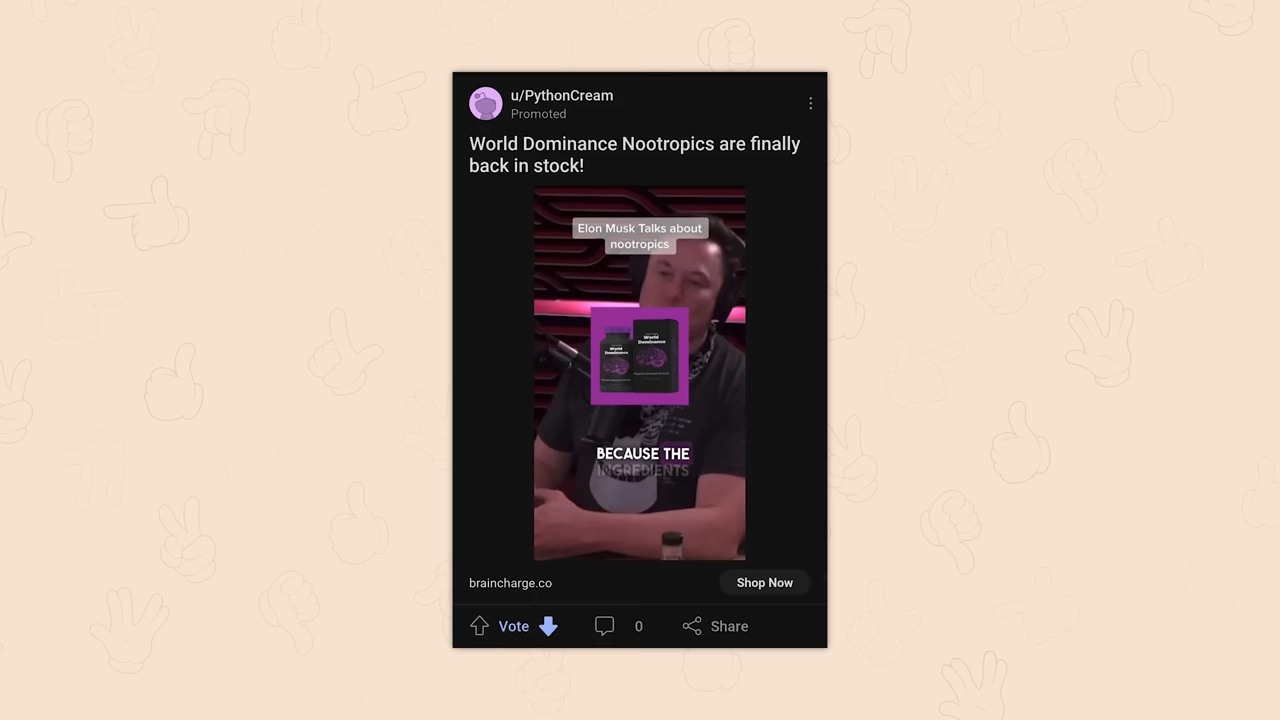 u/PythonCream
Promoted
World Dominance Nootropics are finally
back in stock!
Elon Musk Talks about
nootropics
World
Dominance
World
Dominance
BECAUSE THE
INGREDIENTS
braincharge.co
Shop Now
Vote
0
Share